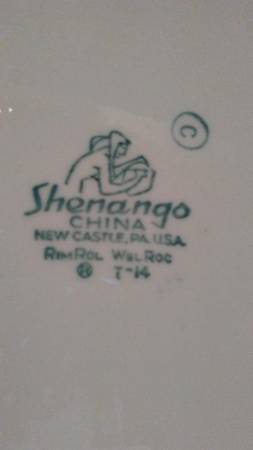 ©
Shenango
CHINA
NEW CASTLE, PA. U.S.A.
RIMROL WELROC
® T-14